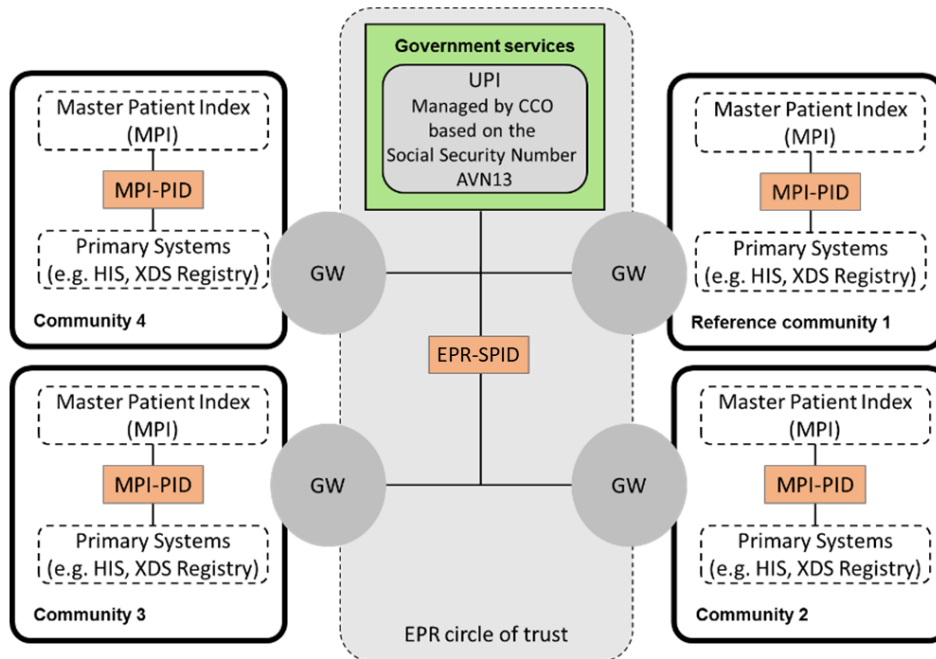 Government services
UPI
Managed by CCO
based on the
Social Security Number
AVN13
Master Patient Index
(MPI)
MPI-PID
Primary Systems
(e.g. HIS, XDS Registry)
Community 4
GW
GW
Master Patient Index
(MPI)
MPI-PID
Primary Systems
(e.g. HIS, XDS Registry)
Reference community 1
EPR-SPID
Master Patient Index
(MPI)
MPI-PID
Primary Systems
(e.g. HIS, XDS Registry)
Community 3
GW
GW
Master Patient Index
(MPI)
MPI-PID
Primary Systems
(e.g. HIS, XDS Registry)
Community 2
EPR circle of trust